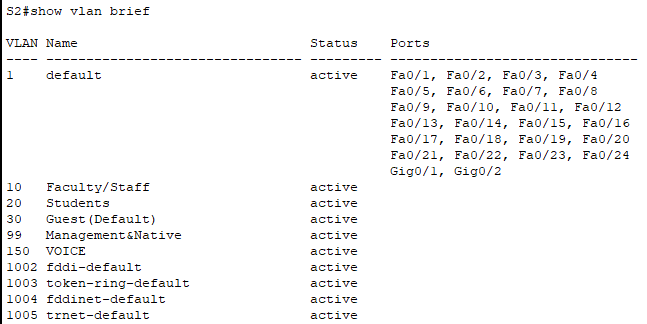 S2#show vlan brief
VLAN Name                             Status    Ports
---- -------------------------------- --------- -------------------------------
1    default                          active    Fa0/1, Fa0/2, Fa0/3, Fa0/4
                                                Fa0/5, Fa0/6, Fa0/7, Fa0/8
                                                Fa0/9, Fa0/10, Fa0/11, Fa0/12
                                                Fa0/13, Fa0/14, Fa0/15, Fa0/16
                                                Fa0/17, Fa0/18, Fa0/19, Fa0/20
                                                Fa0/21, Fa0/22, Fa0/23, Fa0/24
                                                Gig0/1, Gig0/2
10   Faculty/Staff                    active
20   Students                         active
30   Guest(Default)                   active
99   Management&Native                active
150  VOICE                            active
1002 fddi-default                     active
1003 token-ring-default               active
1004 fddinet-default                  active
1005 trnet-default                    active